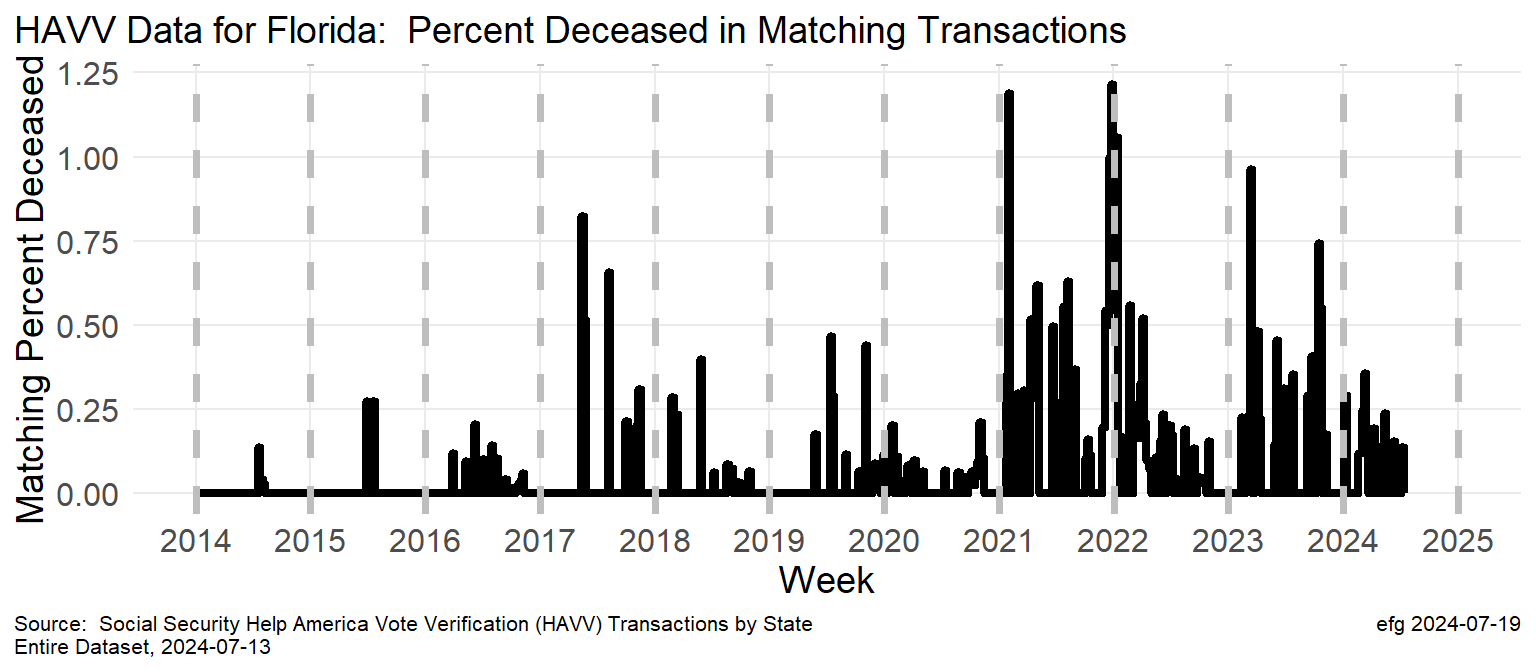 HAVV Data for Florida:  Percent Deceased in Matching Transactions
Matching Percent Deceased
1.25
1.00
0.75
0.50
0.25
0.00
2014 2015 2016 2017 2018 2019 2020 2021 2022 2023 2024 2025
Week
Source:  Social Security Help America Vote Verification (HAVV) Transactions by State
efg 2024-07-19
Entire Dataset, 2024-07-13